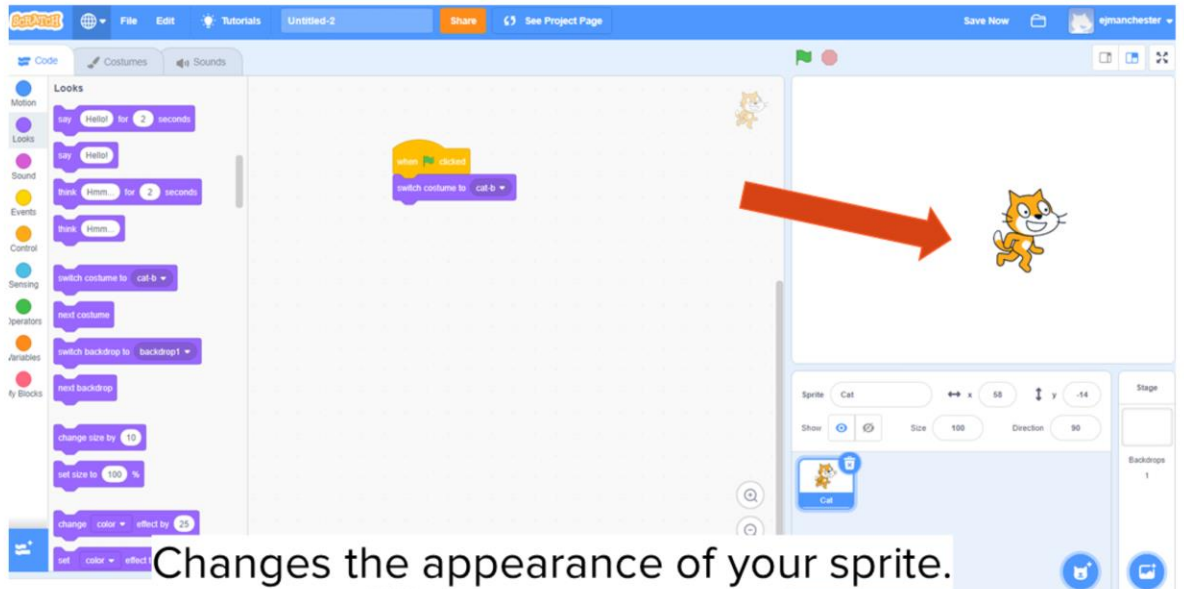 SCRATCH File Edit Tutorials Untitled-2 Share See Project Page Save Now ejmanchester
Code Costumes Sounds
Motion
Looks
Sound
Events
Control
Sensing
Operators
Variables
My Blocks
Looks
say Hello! for 2 seconds
say Hello!
think Hmm... for 2 seconds
think Hmm...
switch costume to cat-b
next costume
switch backdrop to backdrop1
next backdrop
change size by 10
set size to 100 %
change color effect by 25
set color effect t
when clicked
switch costume to cat-b
Sprite Cat x 58 y -14
Show Size 100 Direction 90
Cat
Stage
Backdrops
1
Changes the appearance of your sprite.